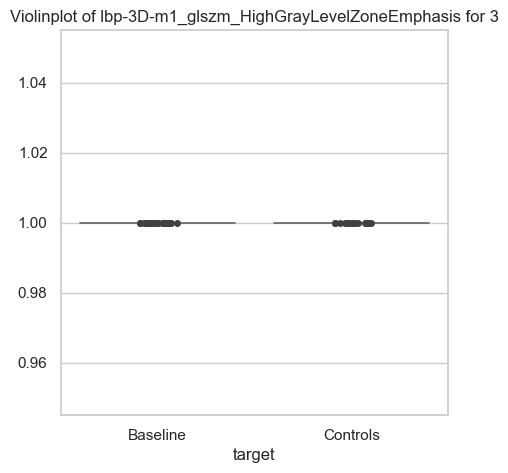 Violinplot of lbp-3D-m1_glszm_HighGrayLevelZoneEmphasis for 3
1.04
1.02
1.00
0.98
0.96
Baseline Controls
target